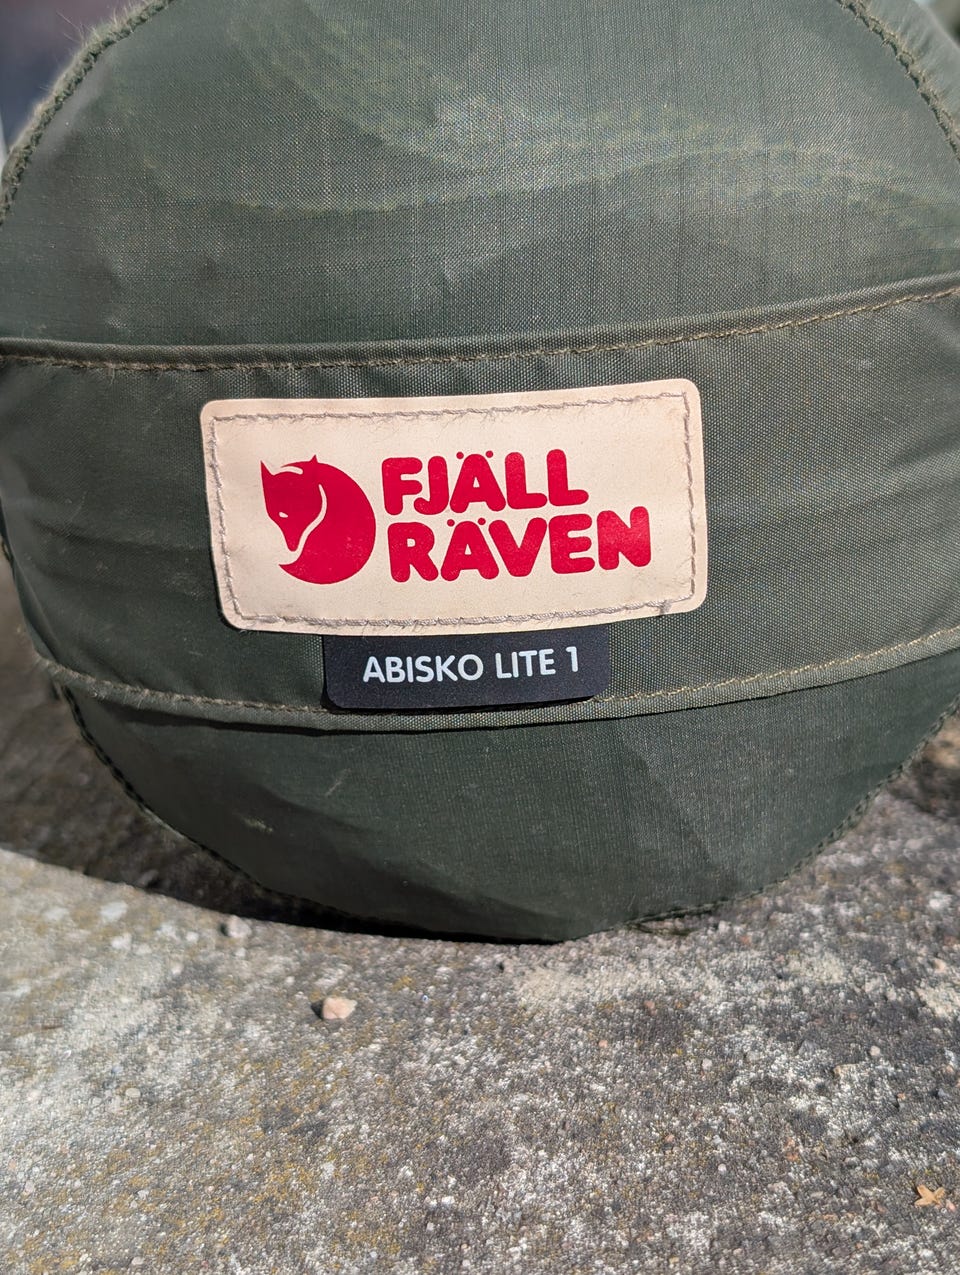 FJÄLL
RÄVEN
ABISKO LITE 1